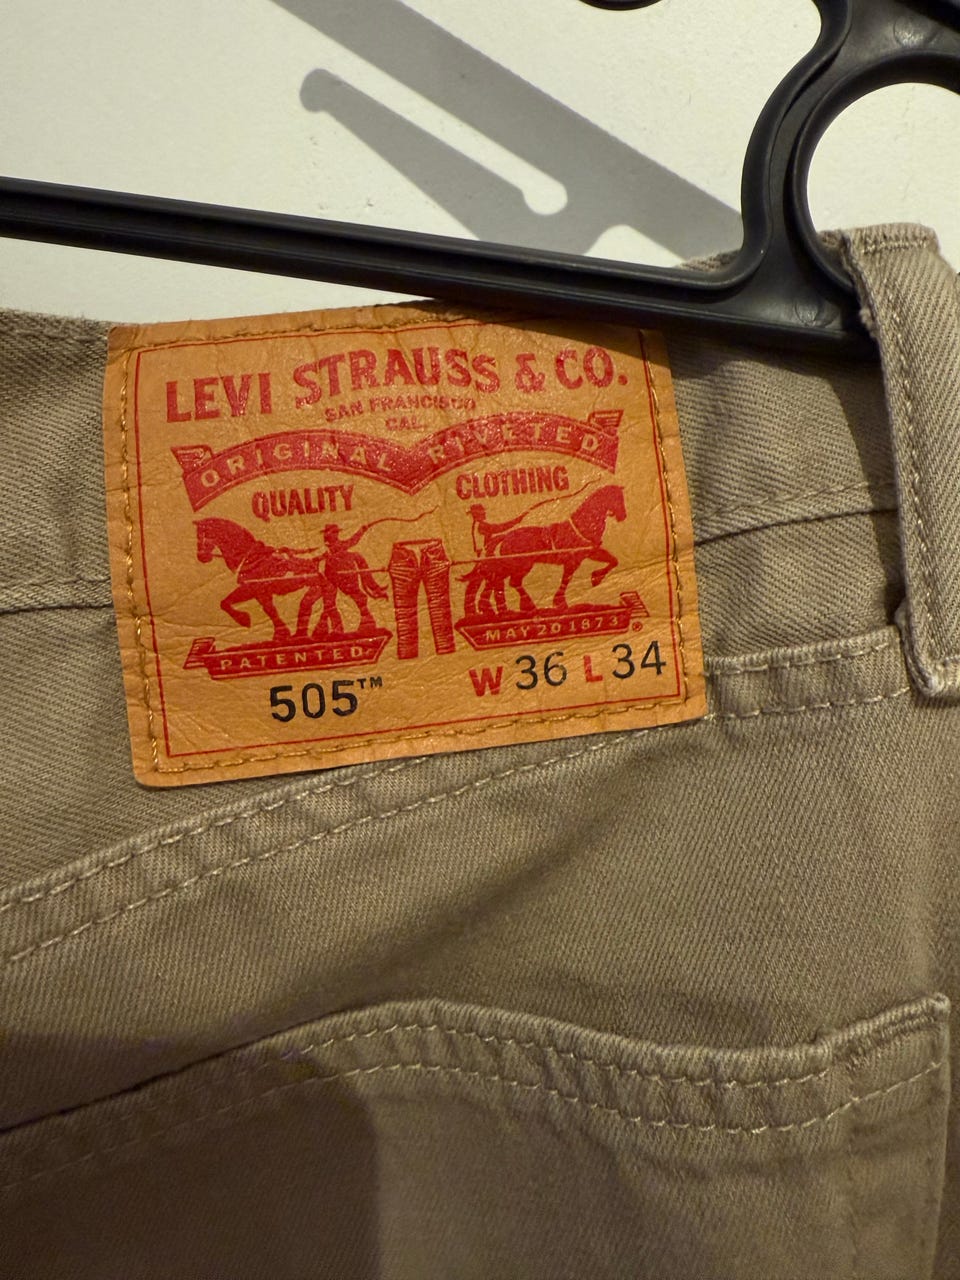 LEVI STRAUSS & CO.
SAN FRANCISCO
CAL.
ORIGINAL RIVETED
QUALITY CLOTHING
PATENTED
MAY 20 1873®
505™ W 36 L 34